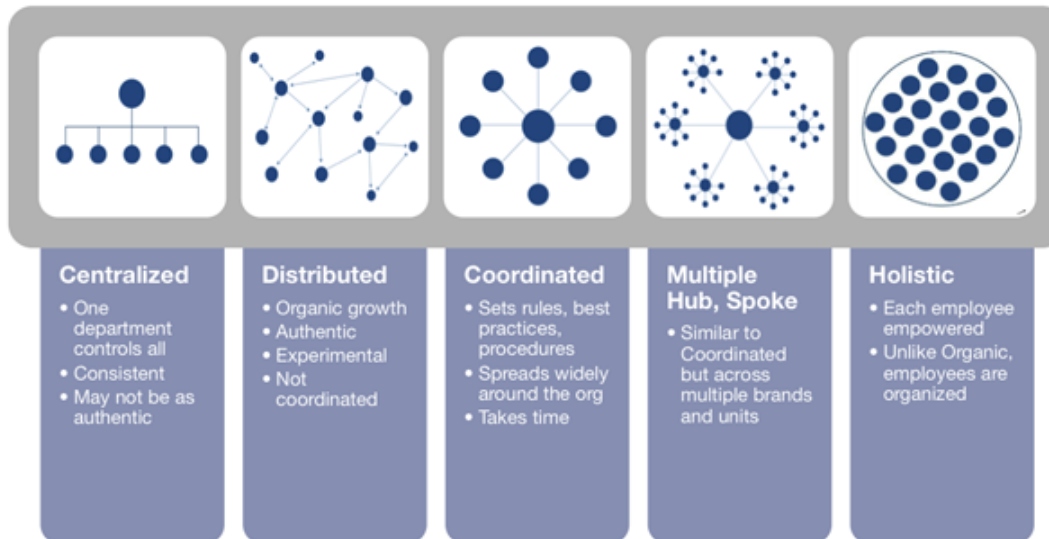 Centralized
• One
department
controls all
• Consistent
• May not be as
authentic
Distributed
• Organic growth
• Authentic
• Experimental
• Not
coordinated
Coordinated
• Sets rules, best
practices,
procedures
• Spreads widely
around the org
• Takes time
Multiple
Hub, Spoke
• Similar to
Coordinated
but across
multiple brands
and units
Holistic
• Each employee
empowered
• Unlike Organic,
employees are
organized